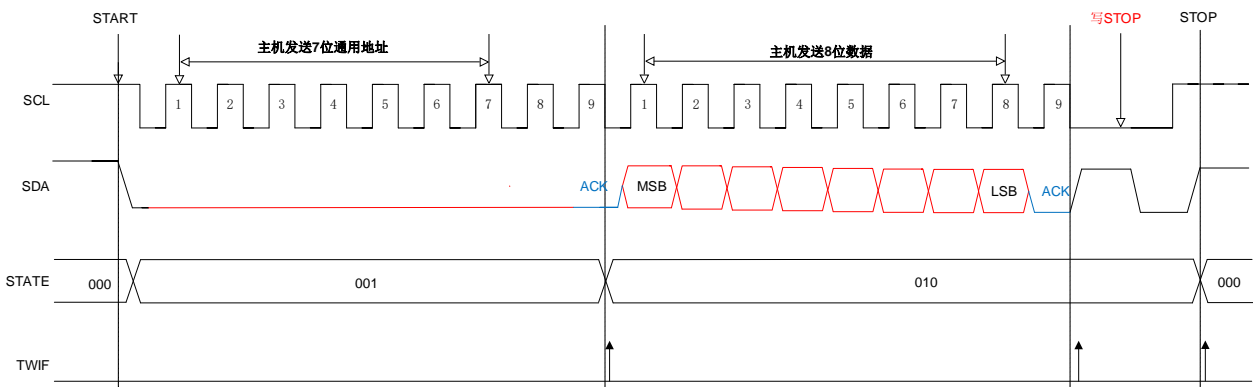 START
写STOP
STOP
主机发送7位通用地址
主机发送8位数据
SCL
1 2 3 4 5 6 7 8 9 1 2 3 4 5 6 7 8 9
SDA
ACK MSB LSB ACK
STATE 000 001 010 000
TWIF